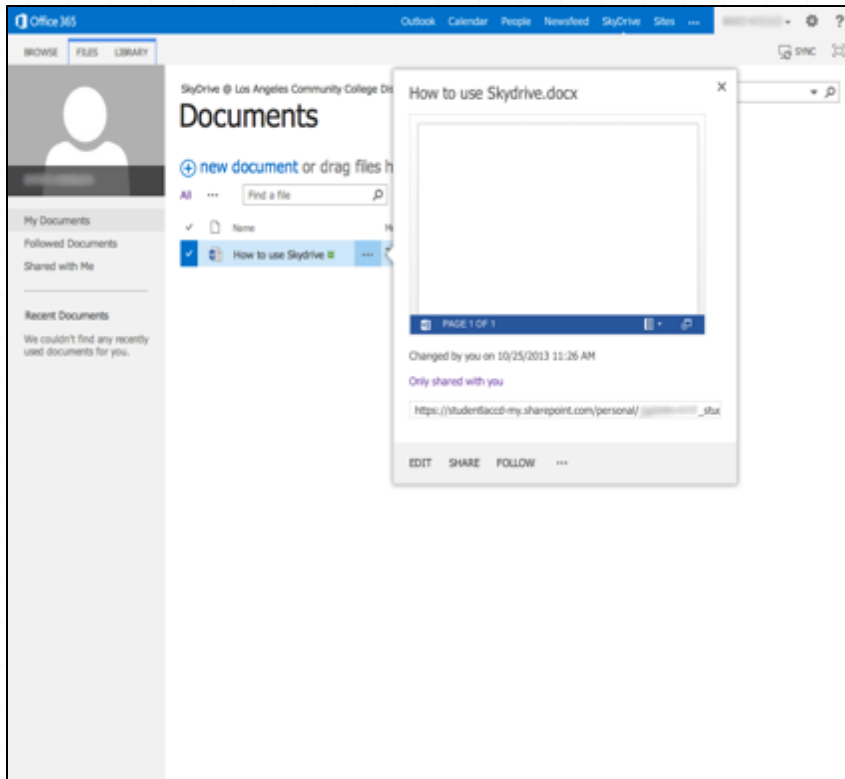 Office 365
Outlook Calendar People Newsfeed SkyDrive Sites ••• ?
BROWSE FILES LIBRARY
SYNC
SkyDrive @ Los Angeles Community College Dis
Documents
new document or drag files h
All ••• Find a file
Name
How to use Skydrive •••
My Documents
Followed Documents
Shared with Me
Recent Documents
We couldn't find any recently
used documents for you.
How to use Skydrive.docx
PAGE 1 OF 1
Changed by you on 10/25/2013 11:26 AM
Only shared with you
https://studentlaccd-my.sharepoint.com/personal/ _stu
EDIT SHARE FOLLOW •••